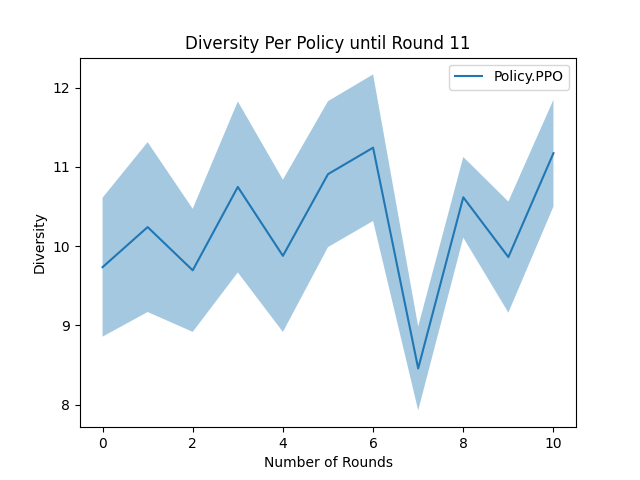 Diversity Per Policy until Round 11
Policy.PPO
12
11
10
9
8
Diversity
0 2 4 6 8 10
Number of Rounds